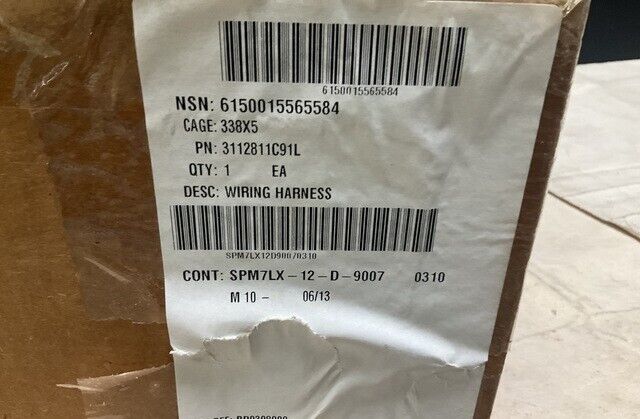 6150015565584
NSN: 6150015565584
CAGE: 338X5
PN: 3112811C91L
QTY: 1 EA
DESC: WIRING HARNESS
SPM7LX12D90070310
CONT: SPM7LX-12-D-9007 0310
M 10- 06/13